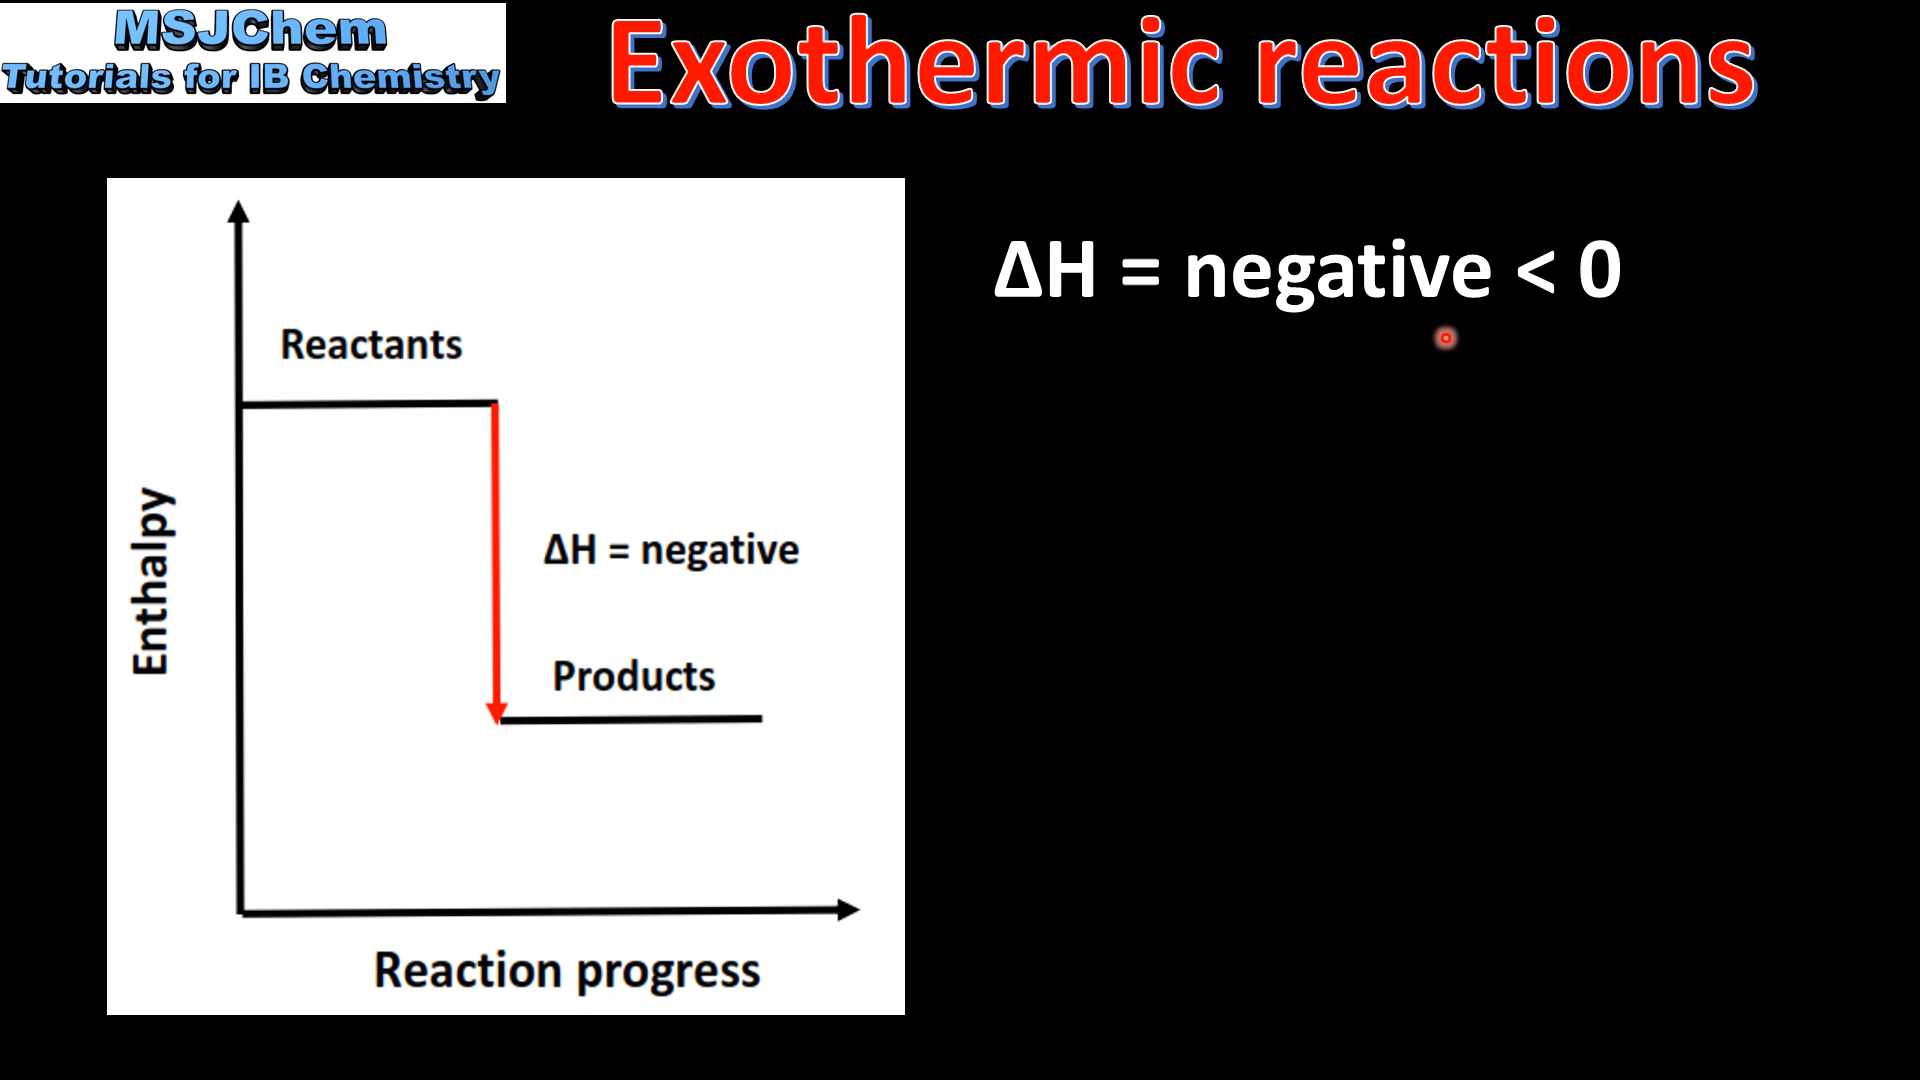 MSJChem
Tutorials for IB Chemistry
Exothermic reactions
Reactants
Enthalpy
ΔH = negative
Products
Reaction progress
ΔH = negative < 0